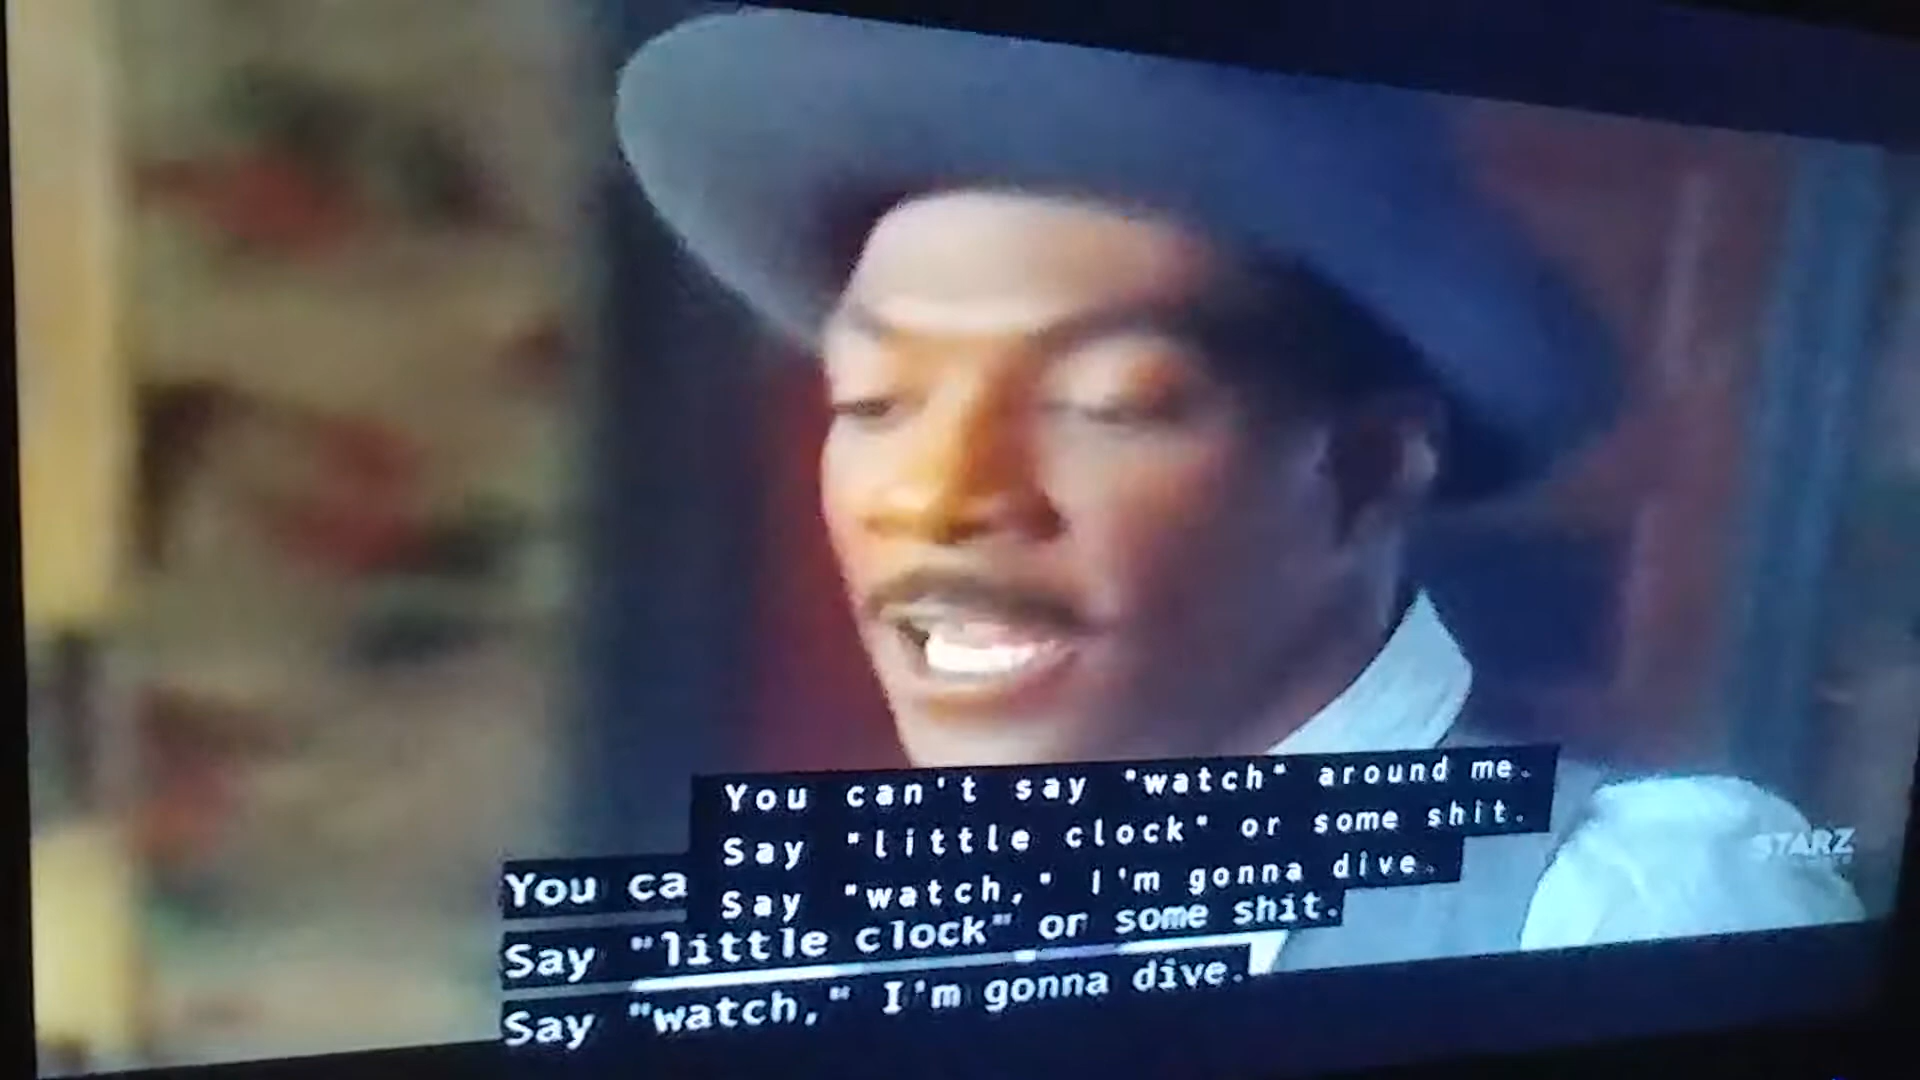 You can't say "watch" around me.
Say "little clock" or some shit.
Say "watch," I'm gonna dive.
You ca
Say "little clock" or some shit.
Say "watch," I'm gonna dive.
STARZ